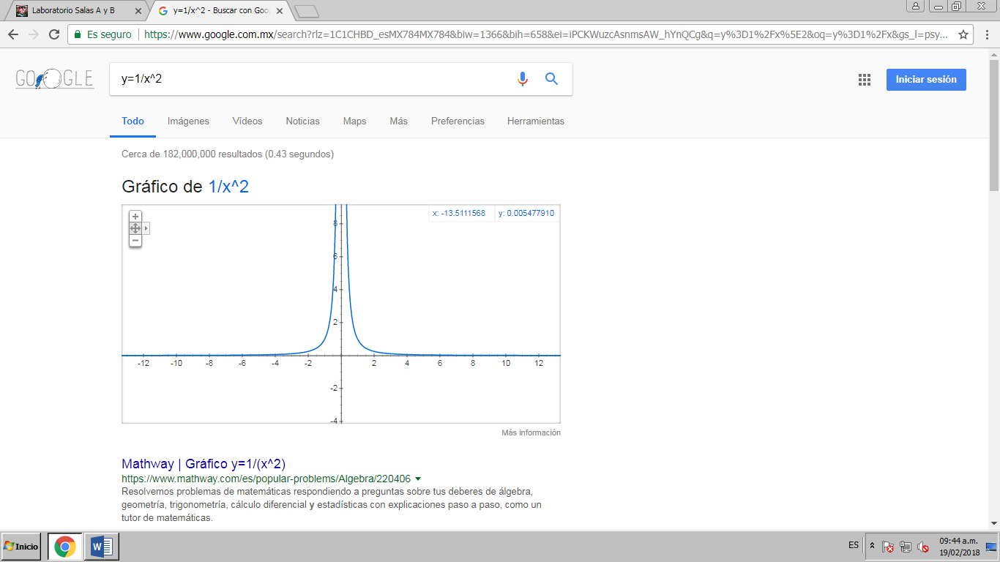 Laboratorio Salas A y B
y=1/x^2 - Buscar con Goo
Es seguro | https://www.google.com.mx/search?rlz=1C1CHBD_esMX784MX784&biw=1366&bih=658&ei=iPCKWuzcAsnmsAW_hYnQCg&q=y%3D1%2Fx%5E2&oq=y%3D1%2Fx&gs_l=psy...
GOOGLE
y=1/x^2
Iniciar sesión
Todo Imágenes Vídeos Noticias Maps Más Preferencias Herramientas
Cerca de 182,000,000 resultados (0.43 segundos)
Gráfico de 1/x^2
x: -13.5111568 y: 0.005477910
8
6
4
2
-12 -10 -8 -6 -4 -2 2 4 6 8 10 12
-2
-4
Más información
Mathway | Gráfico y=1/(x^2)
https://www.mathway.com/es/popular-problems/Algebra/220406
Resolvemos problemas de matemáticas respondiendo a preguntas sobre tus deberes de álgebra,
geometría, trigonometría, cálculo diferencial y estadísticas con explicaciones paso a paso, como un
tutor de matemáticas.
Inicio
ES
09:44 a.m.
19/02/2018